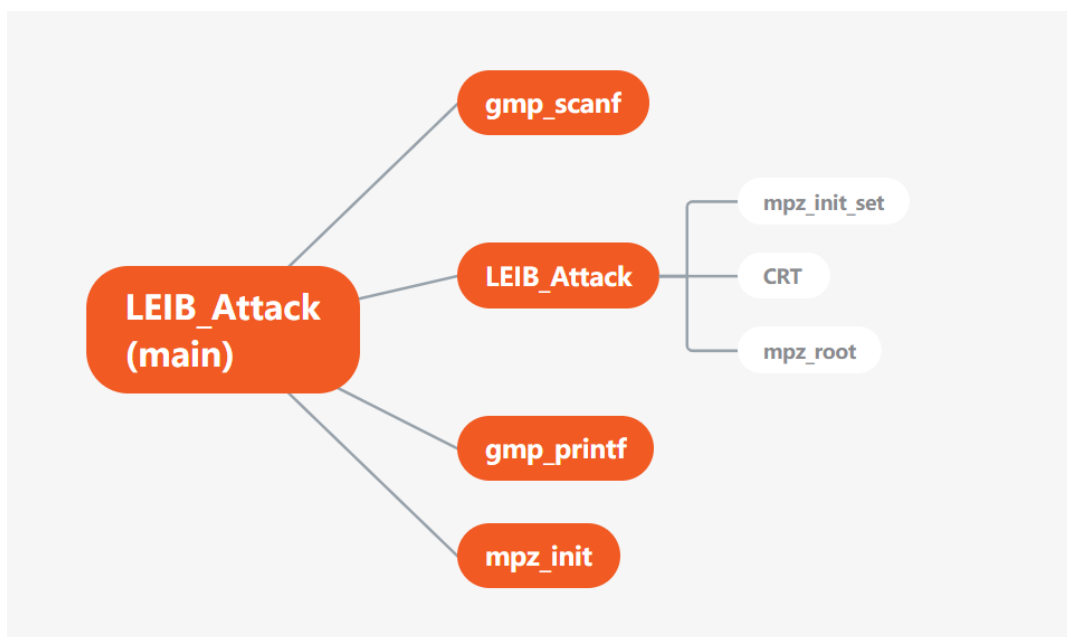 gmp_scanf
mpz_init_set
LEIB_Attack
CRT
LEIB_Attack
(main)
mpz_root
gmp_printf
mpz_init